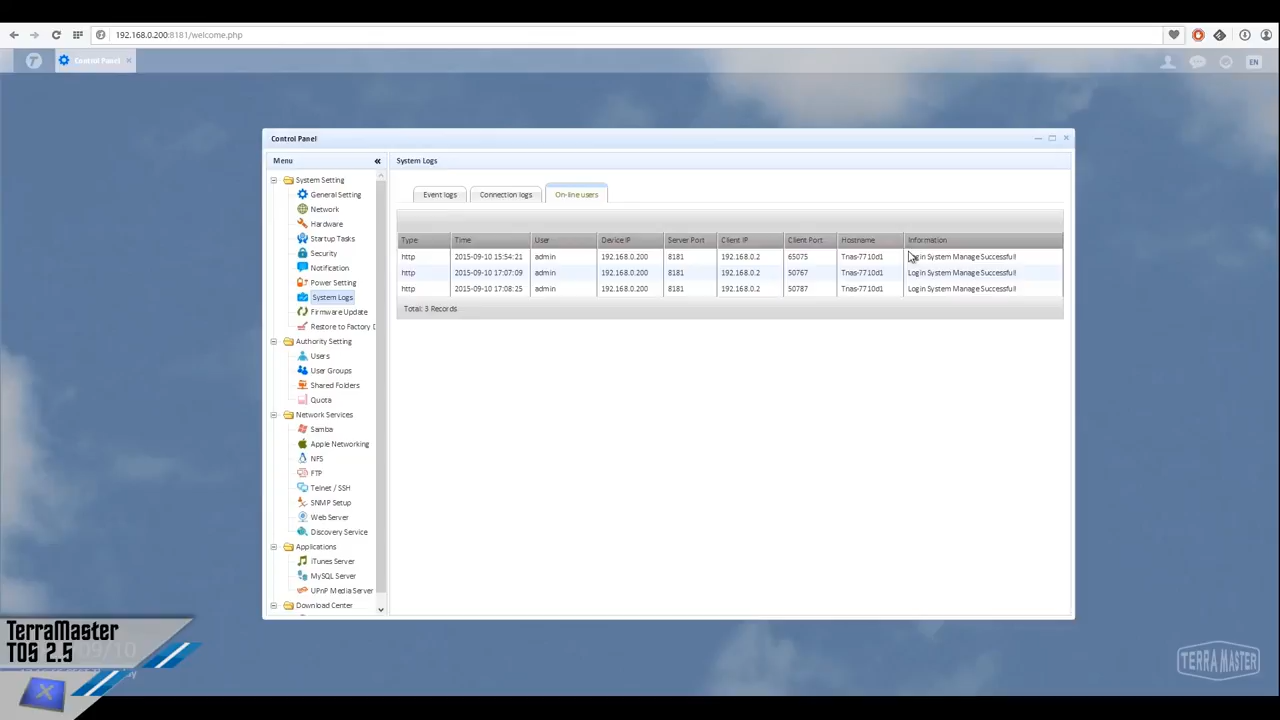 192.168.0.200:8181/welcome.php
Control Panel
EN
Control Panel
Menu
System Logs
System Setting
General Setting
Network
Hardware
Startup Tasks
Security
Notification
Power Setting
System Logs
Firmware Update
Restore to Factory D
Authority Setting
Users
User Groups
Shared Folders
Quota
Network Services
Samba
Apple Networking
NFS
FTP
Telnet / SSH
SNMP Setup
Web Server
Discovery Service
Applications
iTunes Server
MySQL Server
UPnP Media Server
Download Center
Event logs Connection logs On-line users
Type Time User Device IP Server Port Client IP Client Port Hostname Information
http 2015-09-10 15:54:21 admin 192.168.0.200 8181 192.168.0.2 65075 Tnas-7710d1 Login System Manage Successful!
http 2015-09-10 17:07:09 admin 192.168.0.200 8181 192.168.0.2 50767 Tnas-7710d1 Login System Manage Successful!
http 2015-09-10 17:08:25 admin 192.168.0.200 8181 192.168.0.2 50787 Tnas-7710d1 Login System Manage Successful!
Total: 3 Records
TerraMaster
TOS 2.5
TERRA MASTER